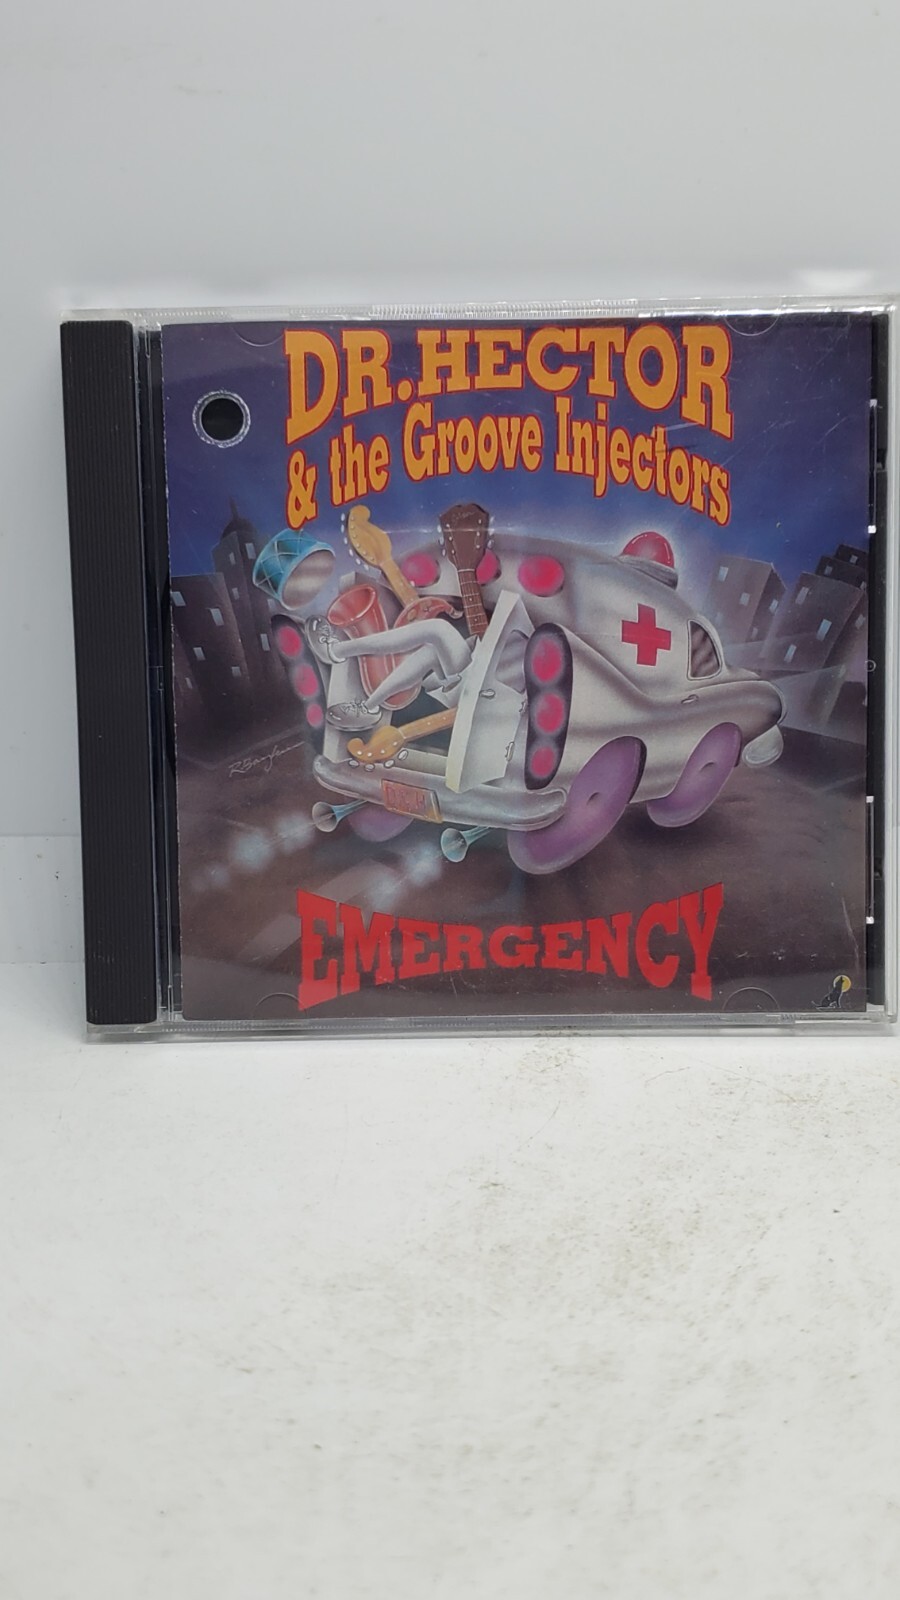 DR. HECTOR
& the Groove Injectors
EMERGENCY